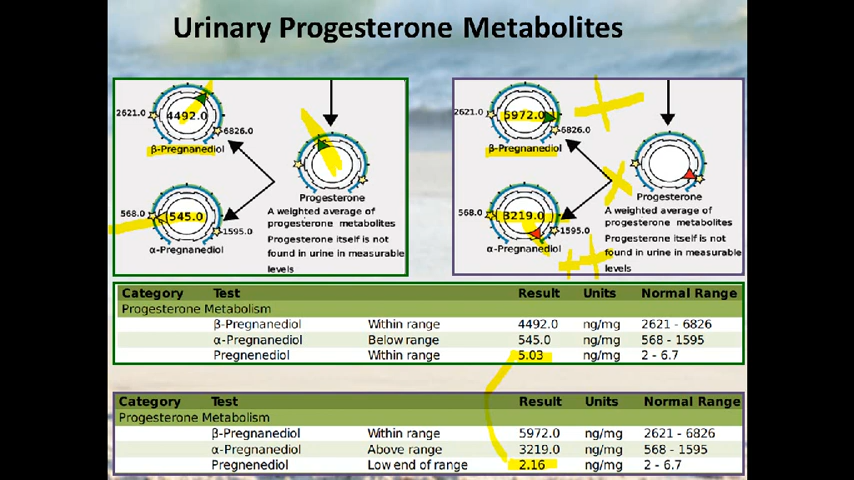 Urinary Progesterone Metabolites
2621.0
4492.0
6826.0
β-Pregnanediol
568.0
545.0
1595.0
α-Pregnanediol
Progesterone
A weighted average of
progesterone metabolites
Progesterone itself is not
found in urine in measurable
levels
2621.0
5972.0
6826.0
β-Pregnanediol
568.0
3219.0
1595.0
α-Pregnanediol
Progesterone
A weighted average of
progesterone metabolites
Progesterone itself is not
found in urine in measurable
levels
Category Test Result Units Normal Range
Progesterone Metabolism
β-Pregnanediol Within range 4492.0 ng/mg 2621 - 6826
α-Pregnanediol Below range 545.0 ng/mg 568 - 1595
Pregnenediol Within range 5.03 ng/mg 2 - 6.7
Category Test Result Units Normal Range
Progesterone Metabolism
β-Pregnanediol Within range 5972.0 ng/mg 2621 - 6826
α-Pregnanediol Above range 3219.0 ng/mg 568 - 1595
Pregnenediol Low end of range 2.16 ng/mg 2 - 6.7